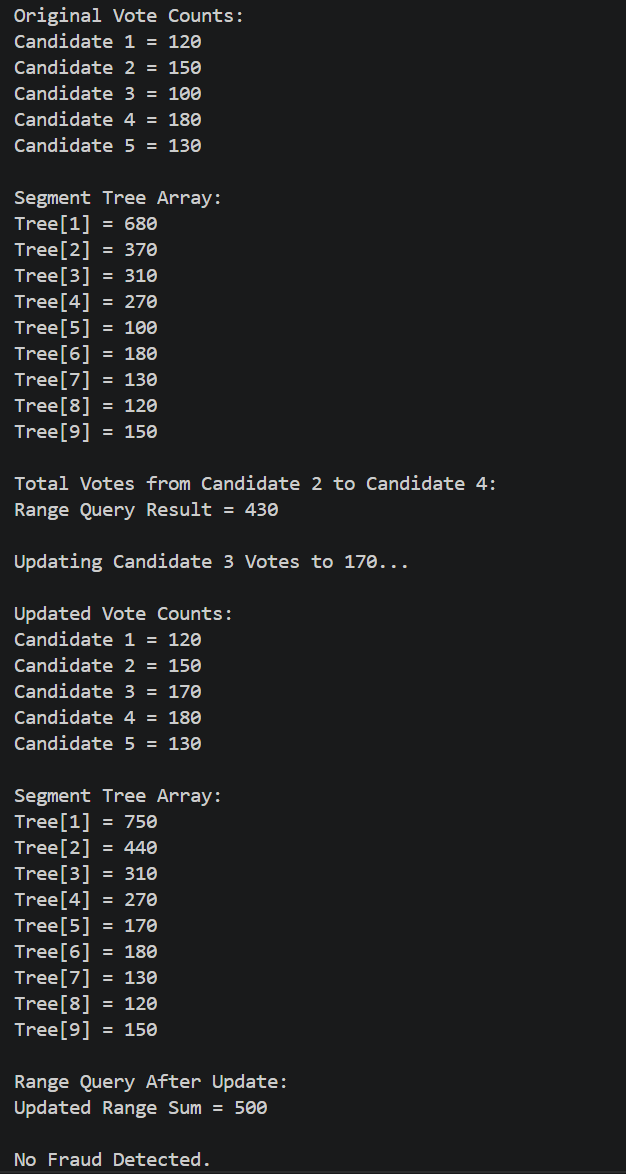 Original Vote Counts:
Candidate 1 = 120
Candidate 2 = 150
Candidate 3 = 100
Candidate 4 = 180
Candidate 5 = 130
Segment Tree Array:
Tree[1] = 680
Tree[2] = 370
Tree[3] = 310
Tree[4] = 270
Tree[5] = 100
Tree[6] = 180
Tree[7] = 130
Tree[8] = 120
Tree[9] = 150
Total Votes from Candidate 2 to Candidate 4:
Range Query Result = 430
Updating Candidate 3 Votes to 170...
Updated Vote Counts:
Candidate 1 = 120
Candidate 2 = 150
Candidate 3 = 170
Candidate 4 = 180
Candidate 5 = 130
Segment Tree Array:
Tree[1] = 750
Tree[2] = 440
Tree[3] = 310
Tree[4] = 270
Tree[5] = 170
Tree[6] = 180
Tree[7] = 130
Tree[8] = 120
Tree[9] = 150
Range Query After Update:
Updated Range Sum = 500
No Fraud Detected.